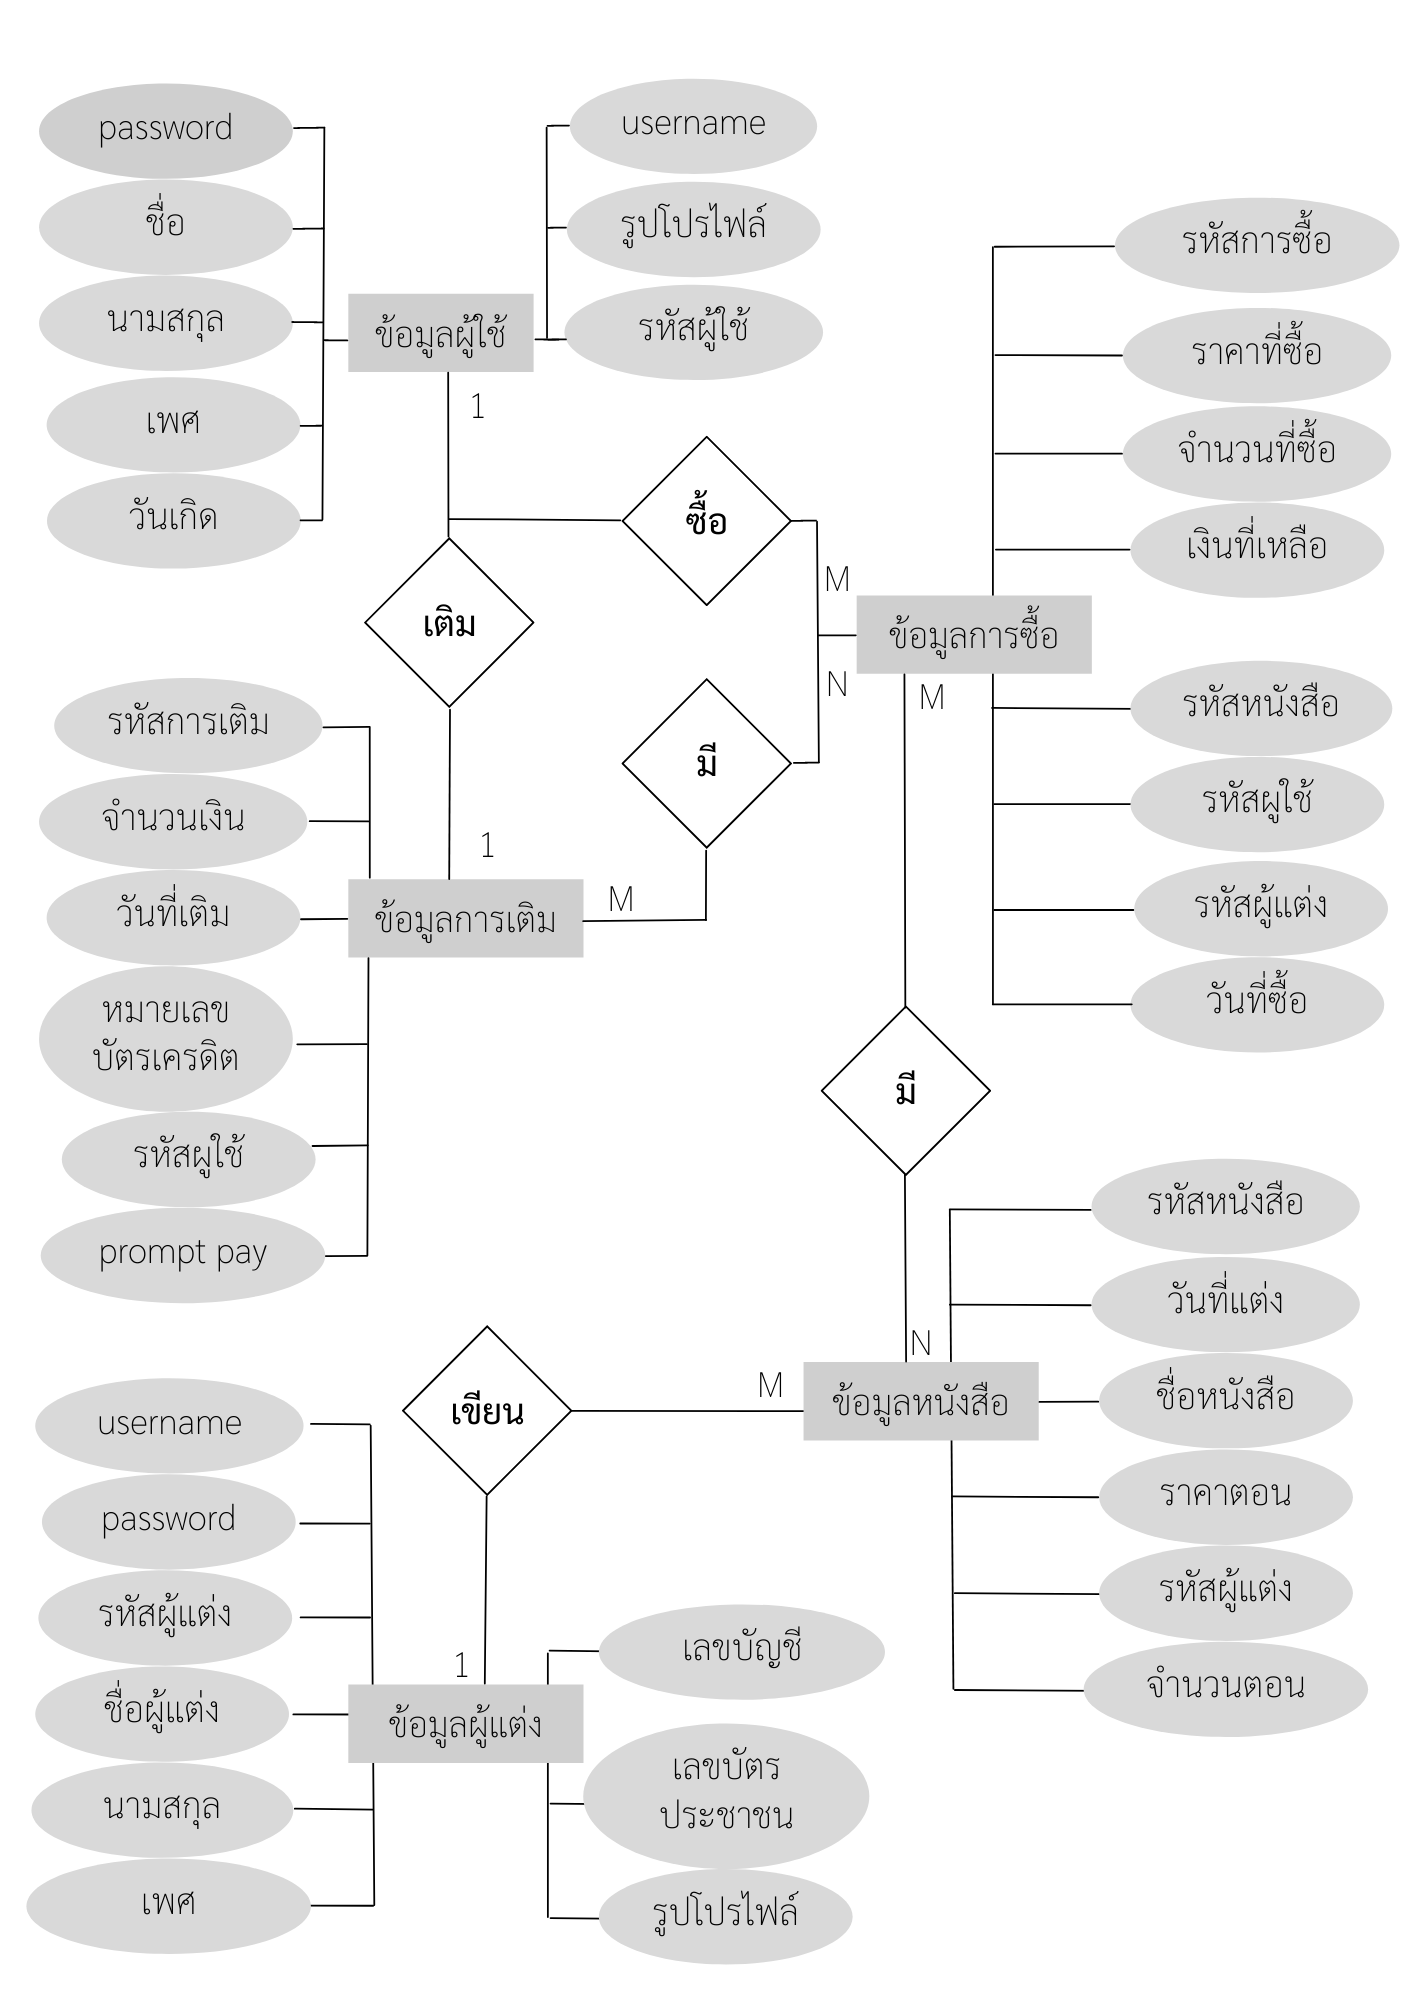 password
ชื่อ
นามสกุล
เพศ
วันเกิด
username
รูปโปรไฟล์
รหัสผู้ใช้
ข้อมูลผู้ใช้
1
ซื้อ
เติม
M
N
มี
รหัสการซื้อ
ราคาที่ซื้อ
จำนวนที่ซื้อ
เงินที่เหลือ
ข้อมูลการซื้อ
M
รหัสหนังสือ
รหัสผูใช้
รหัสผู้แต่ง
วันที่ซื้อ
รหัสการเติม
จำนวนเงิน
วันที่เติม
หมายเลข
บัตรเครดิต
รหัสผูใช้
prompt pay
1
ข้อมูลการเติม
M
มี
N
รหัสหนังสือ
วันที่แต่ง
ชื่อหนังสือ
ราคาตอน
รหัสผู้แต่ง
จำนวนตอน
ข้อมูลหนังสือ
M
เขียน
1
username
password
รหัสผู้แต่ง
ชื่อผู้แต่ง
นามสกุล
เพศ
ข้อมูลผู้แต่ง
เลขบัญชี
เลขบัตร
ประชาชน
รูปโปรไฟล์